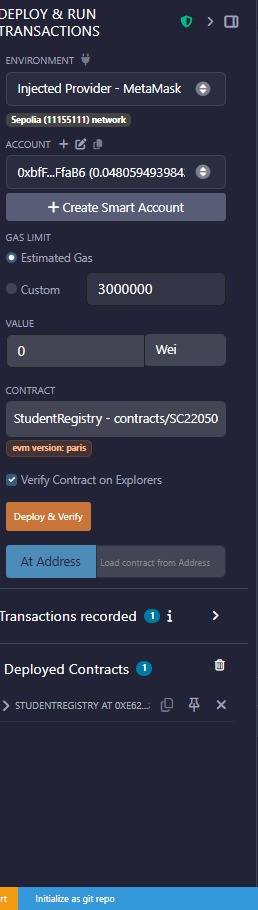 DEPLOY & RUN
TRANSACTIONS
ENVIRONMENT
Injected Provider - MetaMask
Sepolia (11155111) network
ACCOUNT
0xbfF...FfaB6 (0.048059493984
+ Create Smart Account
GAS LIMIT
Estimated Gas
Custom 3000000
VALUE
0 Wei
CONTRACT
StudentRegistry - contracts/SC22050
evm version: paris
Verify Contract on Explorers
Deploy & Verify
At Address Load contract from Address
Transactions recorded 1 i
Deployed Contracts 1
STUDENTREGISTRY AT 0XE62...
rt Initialize as git repo